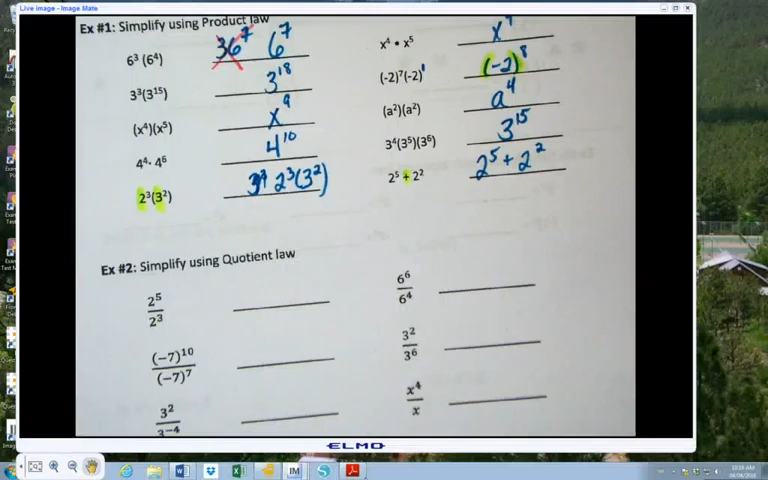 Live image - Image Mate
Ex #1: Simplify using Product law
6³ (6⁴) 36⁷ 6⁷
x⁴ • x⁵ x⁹
3³(3¹⁵) 3¹⁸
(-2)⁷(-2)¹ (-2)⁸
(x⁴)(x⁵) x⁹
(a²)(a²) a⁴
4⁴· 4⁶ 4¹⁰
3⁴(3⁵)(3⁶) 3¹⁵
2³(3²) 2³(3²)
2⁵ + 2² 2⁵ + 2²
Ex #2: Simplify using Quotient law
2⁵/2³
6⁶/6⁴
(−7)¹⁰/(−7)⁷
3²/3⁶
3²/3⁻⁴
x⁴/x
ELMO